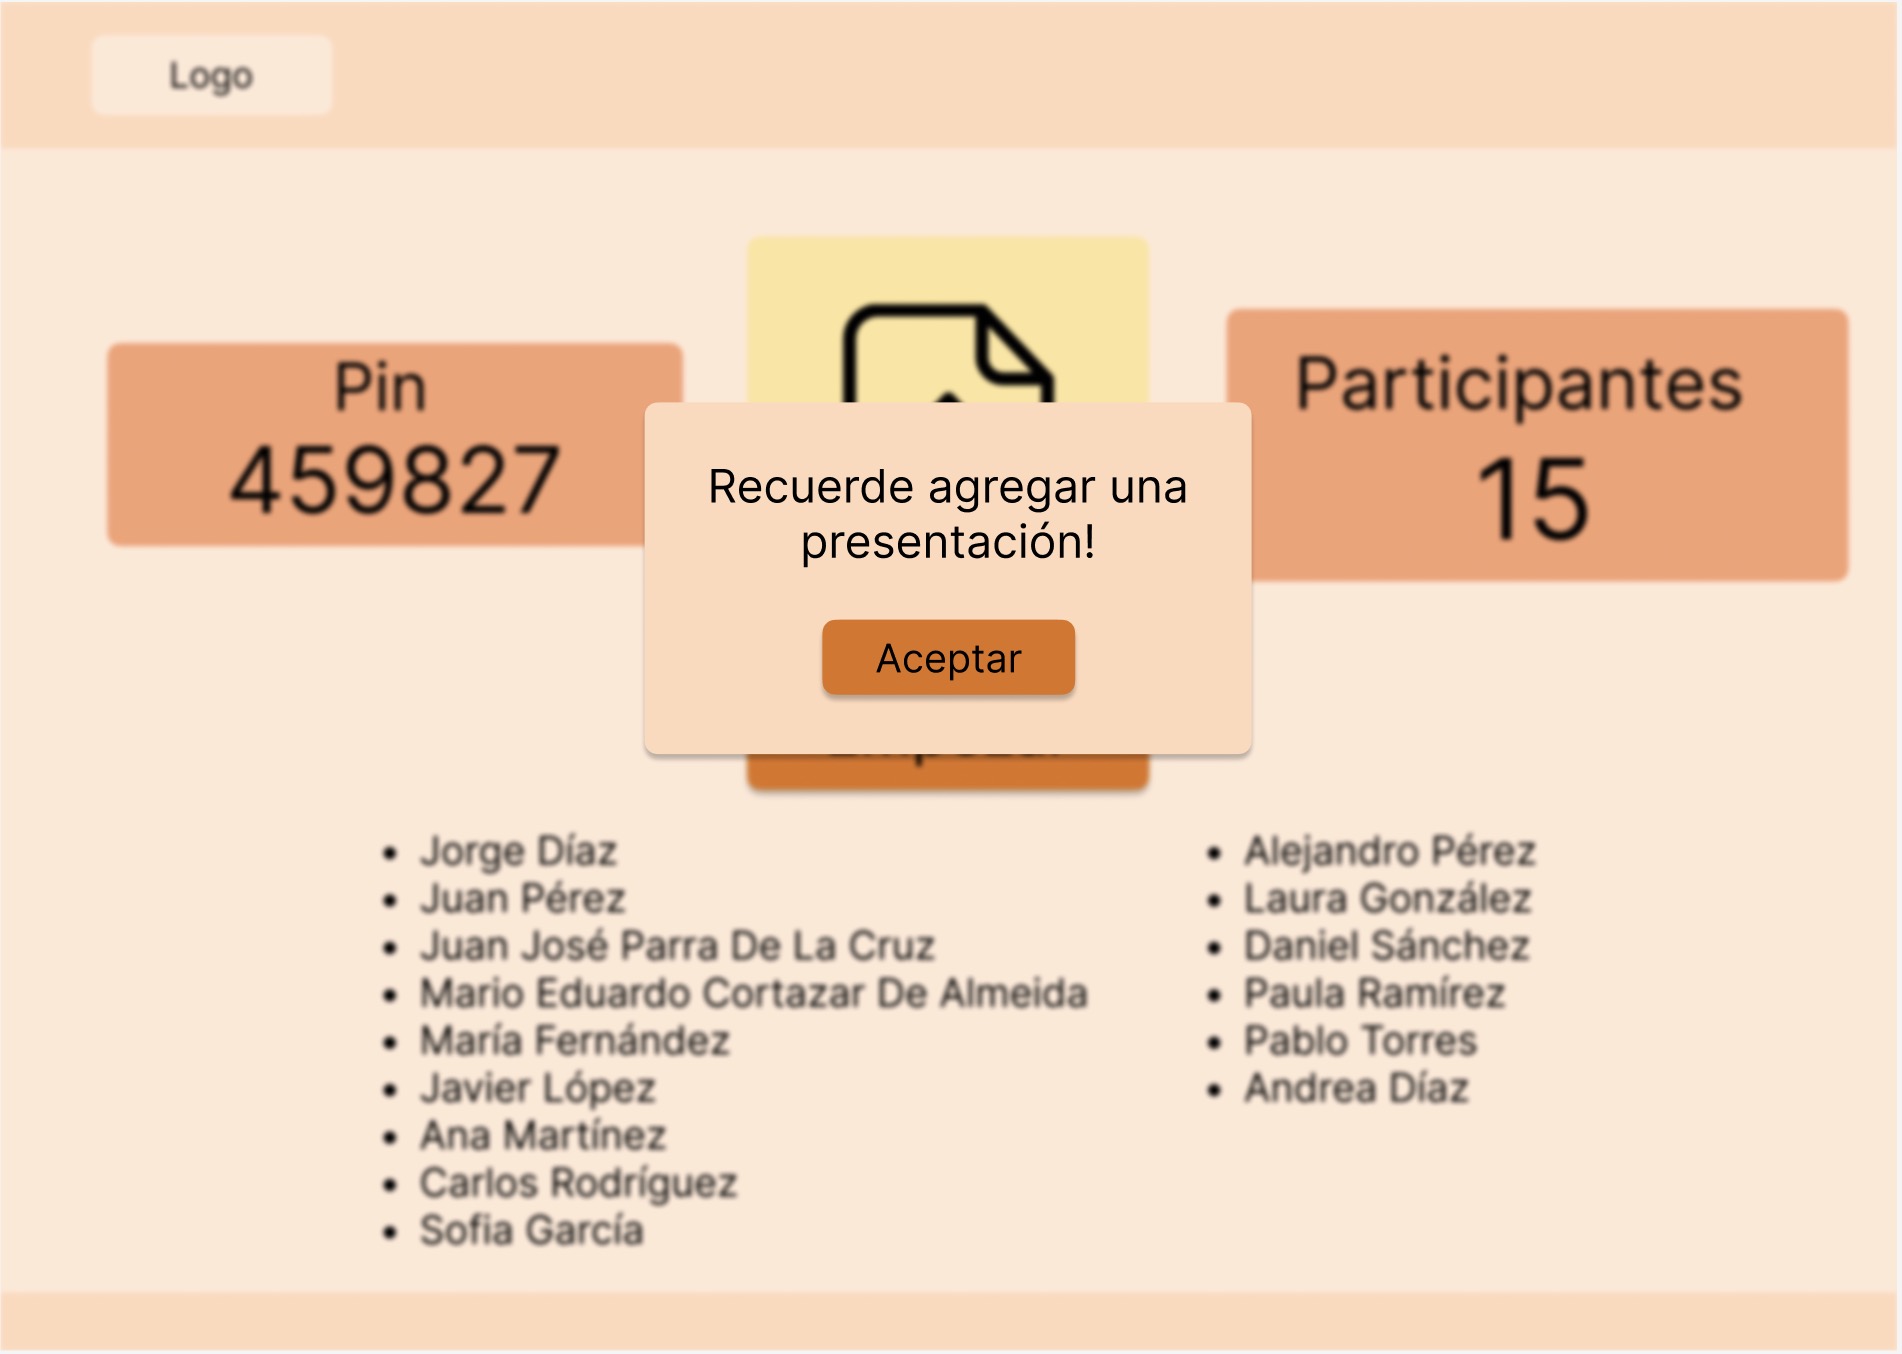 Logo
Pin
459827
Participantes
15
Recuerde agregar una
presentación!
Aceptar
• Jorge Díaz
• Juan Pérez
• Juan José Parra De La Cruz
• Mario Eduardo Cortazar De Almeida
• María Fernández
• Javier López
• Ana Martínez
• Carlos Rodríguez
• Sofia García
• Alejandro Pérez
• Laura González
• Daniel Sánchez
• Paula Ramírez
• Pablo Torres
• Andrea Díaz